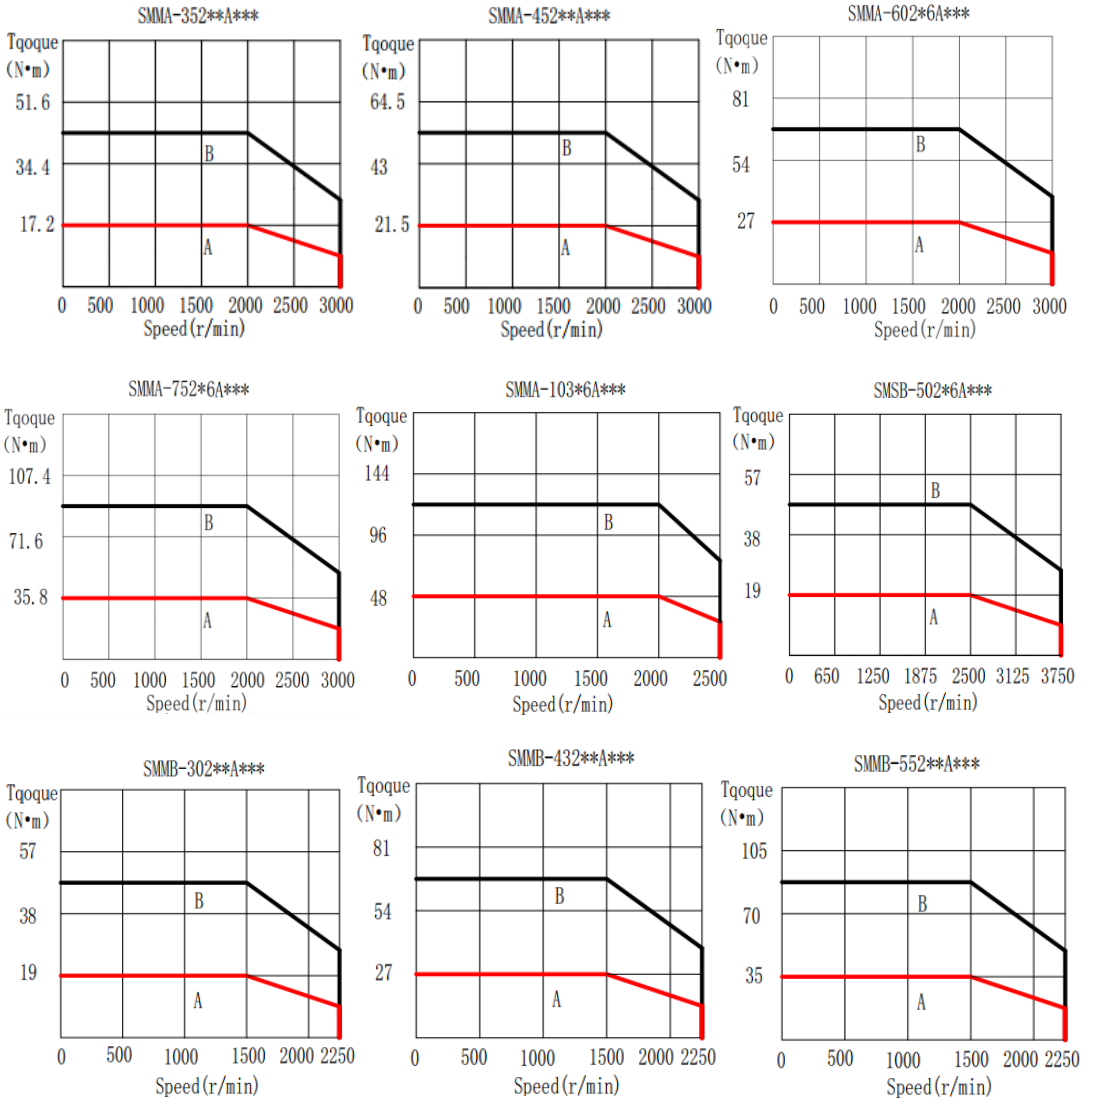 SMMA-352**A***
Tqoque
(N•m)
51.6
34.4
17.2
B
A
0 500 1000 1500 2000 2500 3000
Speed(r/min)
SMMA-452**A***
Tqoque
(N•m)
64.5
43
21.5
B
A
0 500 1000 1500 2000 2500 3000
Speed(r/min)
SMMA-602*6A***
Tqoque
(N•m)
81
54
27
B
A
0 500 1000 1500 2000 2500 3000
Speed(r/min)
SMMA-752*6A***
Tqoque
(N•m)
107.4
71.6
35.8
B
A
0 500 1000 1500 2000 2500 3000
Speed(r/min)
SMMA-103*6A***
Tqoque
(N•m)
144
96
48
B
A
0 500 1000 1500 2000 2500
Speed(r/min)
SMSB-502*6A***
Tqoque
(N•m)
57
38
19
B
A
0 650 1250 1875 2500 3125 3750
Speed(r/min)
SMMB-302**A***
Tqoque
(N•m)
57
38
19
B
A
0 500 1000 1500 2000 2250
Speed(r/min)
SMMB-432**A***
Tqoque
(N•m)
81
54
27
B
A
0 500 1000 1500 2000 2250
Speed(r/min)
SMMB-552**A***
Tqoque
(N•m)
105
70
35
B
A
0 500 1000 1500 2000 2250
Speed(r/min)